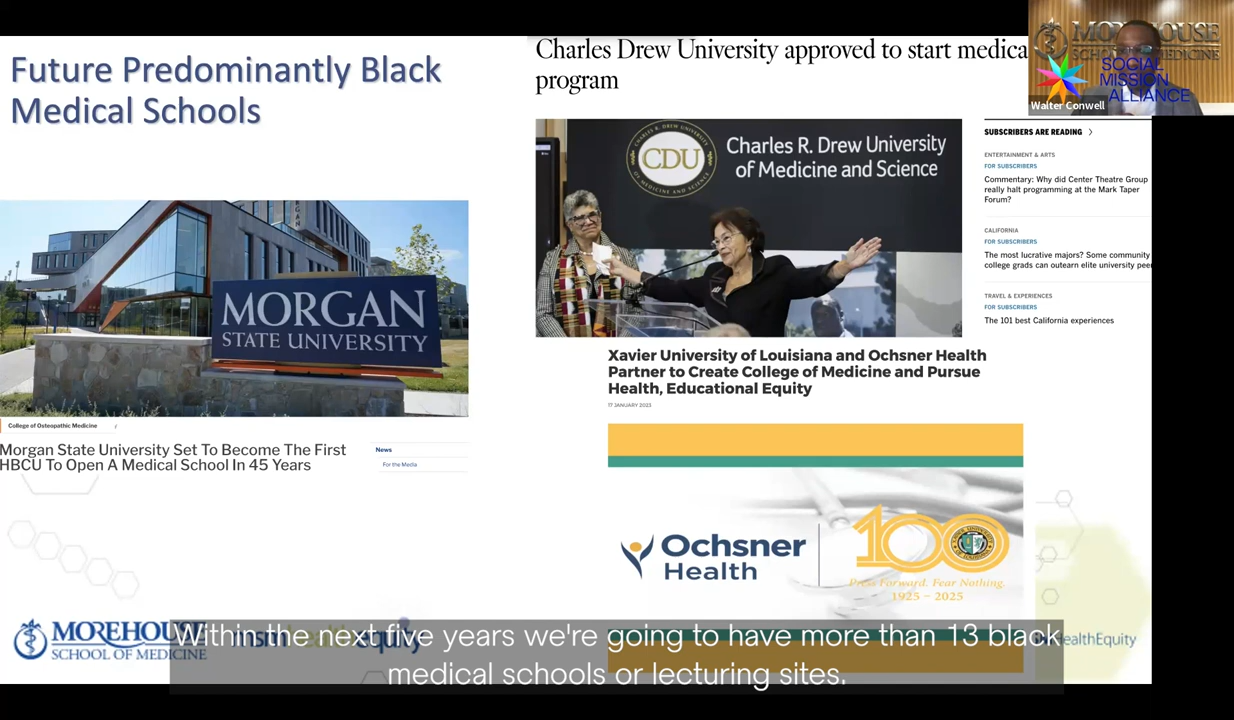 Future Predominantly Black
Medical Schools
Charles Drew University approved to start medica
program
MOREHOUSE
SCHOOL OF MEDICINE
SOCIAL
MISSION
ALLIANCE
Walter Conwell
CDU
Charles R. Drew University
of Medicine and Science
SUBSCRIBERS ARE READING >
ENTERTAINMENT & ARTS
FOR SUBSCRIBERS
Commentary: Why did Center Theatre Group
really halt programming at the Mark Taper
Forum?
CALIFORNIA
FOR SUBSCRIBERS
The most lucrative majors? Some community
college grads can outearn elite university pee
TRAVEL & EXPERIENCES
FOR SUBSCRIBERS
The 101 best California experiences
MORGAN
STATE UNIVERSITY
College of Osteopathic Medicine /
Morgan State University Set To Become The First
HBCU To Open A Medical School In 45 Years
News
For the Media
Xavier University of Louisiana and Ochsner Health
Partner to Create College of Medicine and Pursue
Health, Educational Equity
17 JANUARY 2023
Ochsner
Health
100
Press Forward. Fear Nothing.
1925 – 2025
MOREHOUSE
SCHOOL OF MEDICINE
msmhealthequity
HealthEquity
Within the next five years we're going to have more than 13 black
medical schools or lecturing sites.